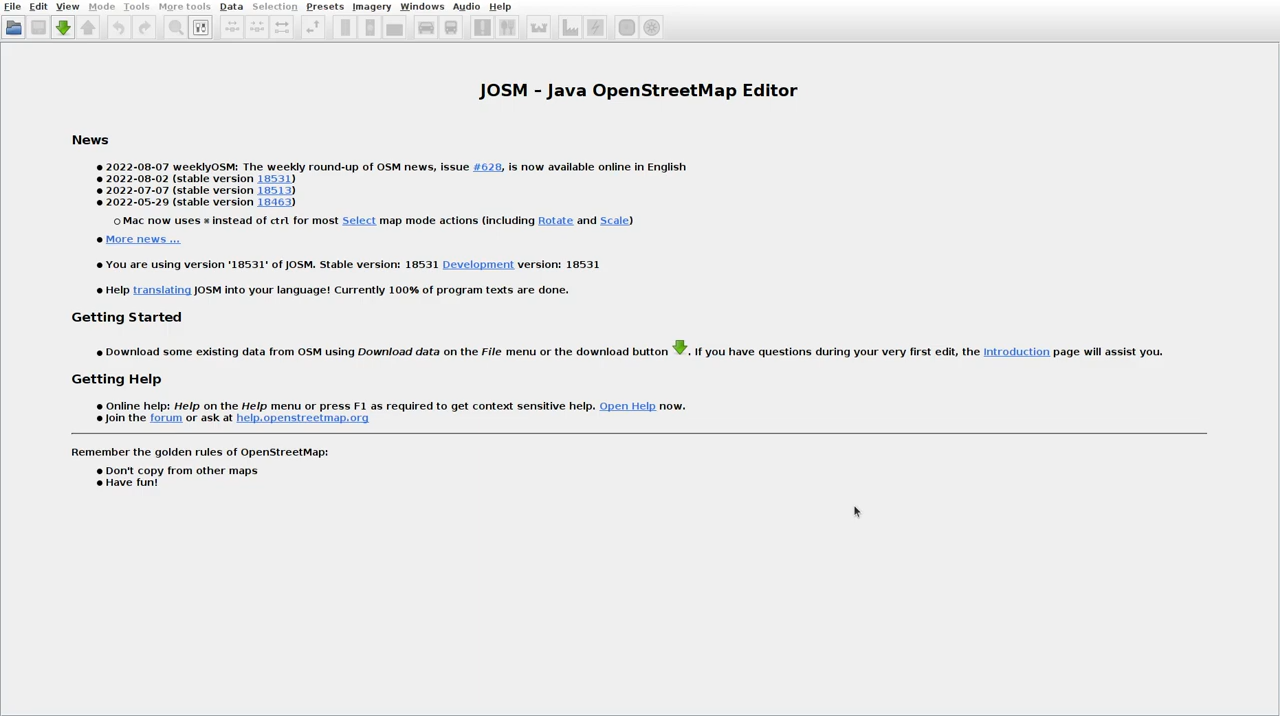 File Edit View Mode Tools More tools Data Selection Presets Imagery Windows Audio Help
JOSM – Java OpenStreetMap Editor
News
2022-08-07 weeklyOSM: The weekly round-up of OSM news, issue #628, is now available online in English
2022-08-02 (stable version 18531)
2022-07-07 (stable version 18513)
2022-05-29 (stable version 18463)
Mac now uses ⌘ instead of ctrl for most Select map mode actions (including Rotate and Scale)
More news ...
You are using version '18531' of JOSM. Stable version: 18531 Development version: 18531
Help translating JOSM into your language! Currently 100% of program texts are done.
Getting Started
Download some existing data from OSM using Download data on the File menu or the download button . If you have questions during your very first edit, the Introduction page will assist you.
Getting Help
Online help: Help on the Help menu or press F1 as required to get context sensitive help. Open Help now.
Join the forum or ask at help.openstreetmap.org
Remember the golden rules of OpenStreetMap:
Don't copy from other maps
Have fun!